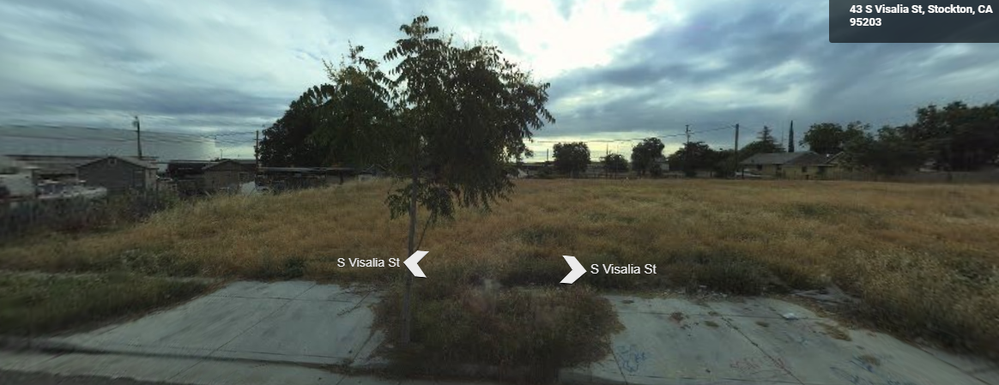 43 S Visalia St, Stockton, CA
95203
S Visalia St
S Visalia St